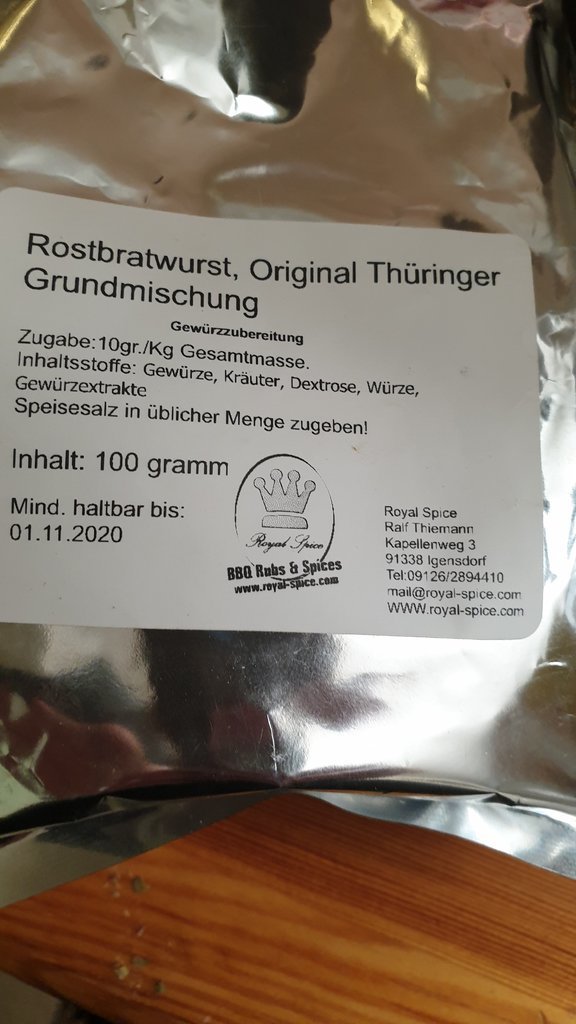 Rostbratwurst, Original Thüringer
Grundmischung
Gewürzzubereitung
Zugabe:10gr./Kg Gesamtmasse.
Inhaltsstoffe: Gewürze, Kräuter, Dextrose, Würze,
Gewürzextrakte
Speisesalz in üblicher Menge zugeben!
Inhalt: 100 gramm
Mind. haltbar bis:
01.11.2020
Royal Spice
BBQ Rubs & Spices
www.royal-spice.com
Royal Spice
Ralf Thiemann
Kapellenweg 3
91338 Igensdorf
Tel:09126/2894410
mail@royal-spice.com
WWW.royal-spice.com